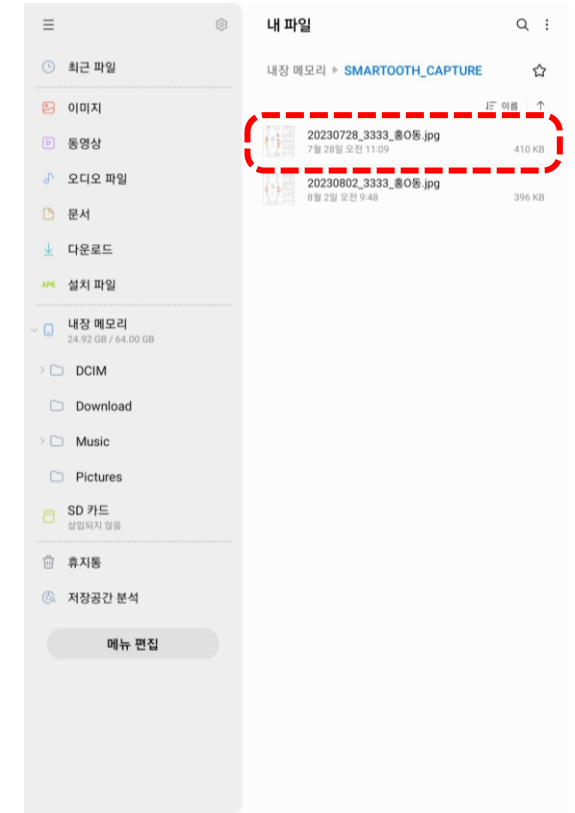 최근 파일
이미지
동영상
오디오 파일
문서
다운로드
APK 설치 파일
내장 메모리
24.92 GB / 64.00 GB
DCIM
Download
Music
Pictures
SD 카드
삽입되지 않음
휴지통
저장공간 분석
메뉴 편집
내 파일
내장 메모리 ▶ SMARTOOTH_CAPTURE
이름
20230728_3333_홍O동.jpg
7월 28일 오전 11:09 410 KB
20230802_3333_홍O동.jpg
8월 2일 오전 9:48 396 KB